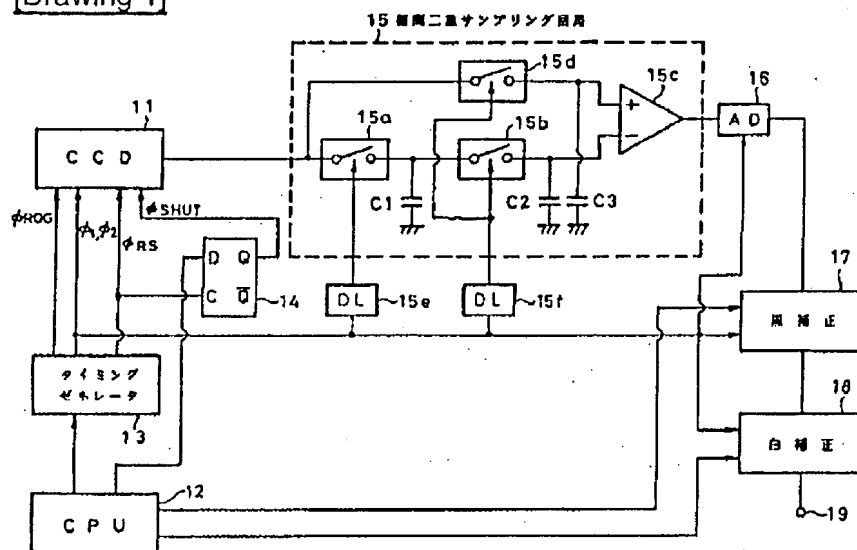 [Drawing 1]
15 相関二重サンプリング回路
15d
15c
16
AD
11
15a
15b
CCD
C1
C2
C3
φSHUT
φROG
φ1,φ2
φRS
D Q
C Q̅
14
DL
15e
DL
15f
17
黒補正
タイミング
ゼネレータ
13
18
白補正
12
CPU
19